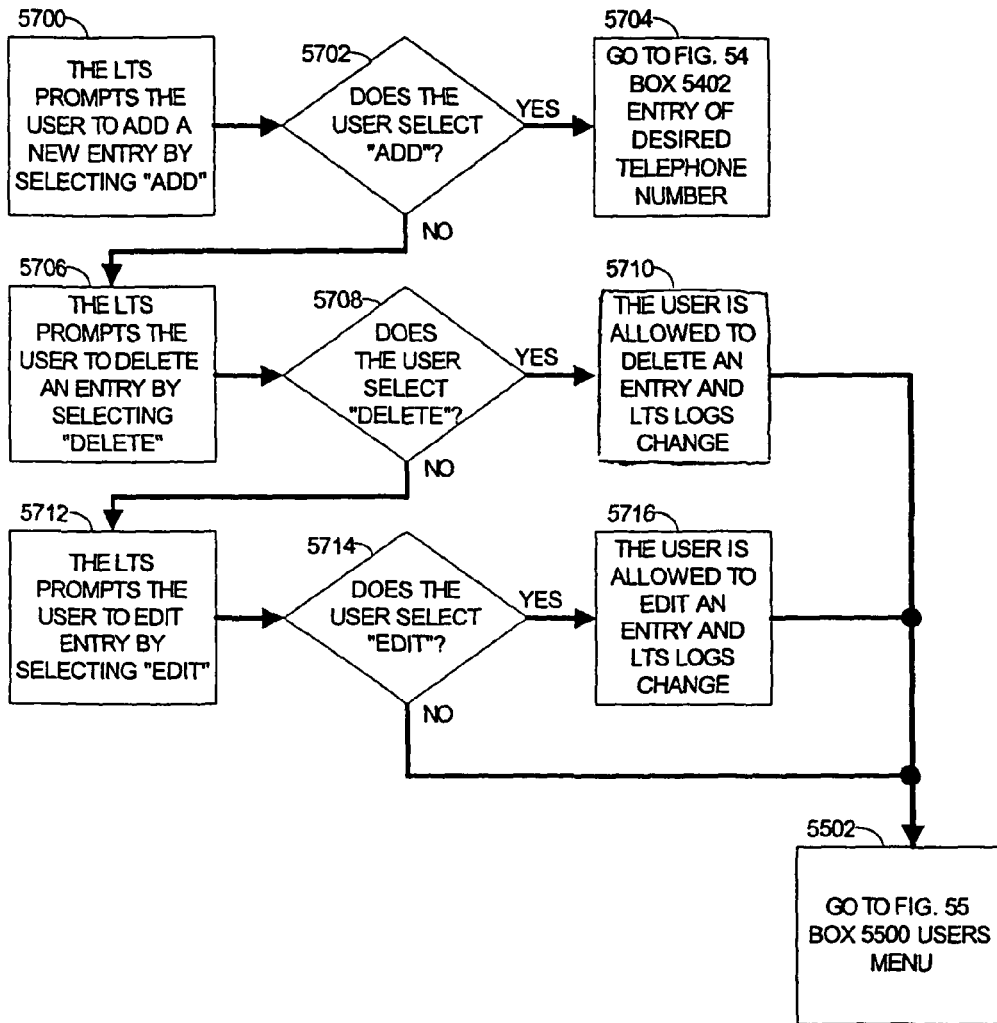 5700
THE LTS
PROMPTS THE
USER TO ADD A
NEW ENTRY BY
SELECTING "ADD"
5702
DOES THE
USER SELECT
"ADD"?
YES
NO
5704
GO TO FIG. 54
BOX 5402
ENTRY OF
DESIRED
TELEPHONE
NUMBER
5706
THE LTS
PROMPTS THE
USER TO DELETE
AN ENTRY BY
SELECTING
"DELETE"
5708
DOES
THE USER
SELECT
"DELETE"?
YES
NO
5710
THE USER IS
ALLOWED TO
DELETE AN
ENTRY AND
LTS LOGS
CHANGE
5712
THE LTS
PROMPTS THE
USER TO EDIT
ENTRY BY
SELECTING "EDIT"
5714
DOES THE
USER SELECT
"EDIT"?
YES
NO
5716
THE USER IS
ALLOWED TO
EDIT AN
ENTRY AND
LTS LOGS
CHANGE
5502
GO TO FIG. 55
BOX 5500 USERS
MENU